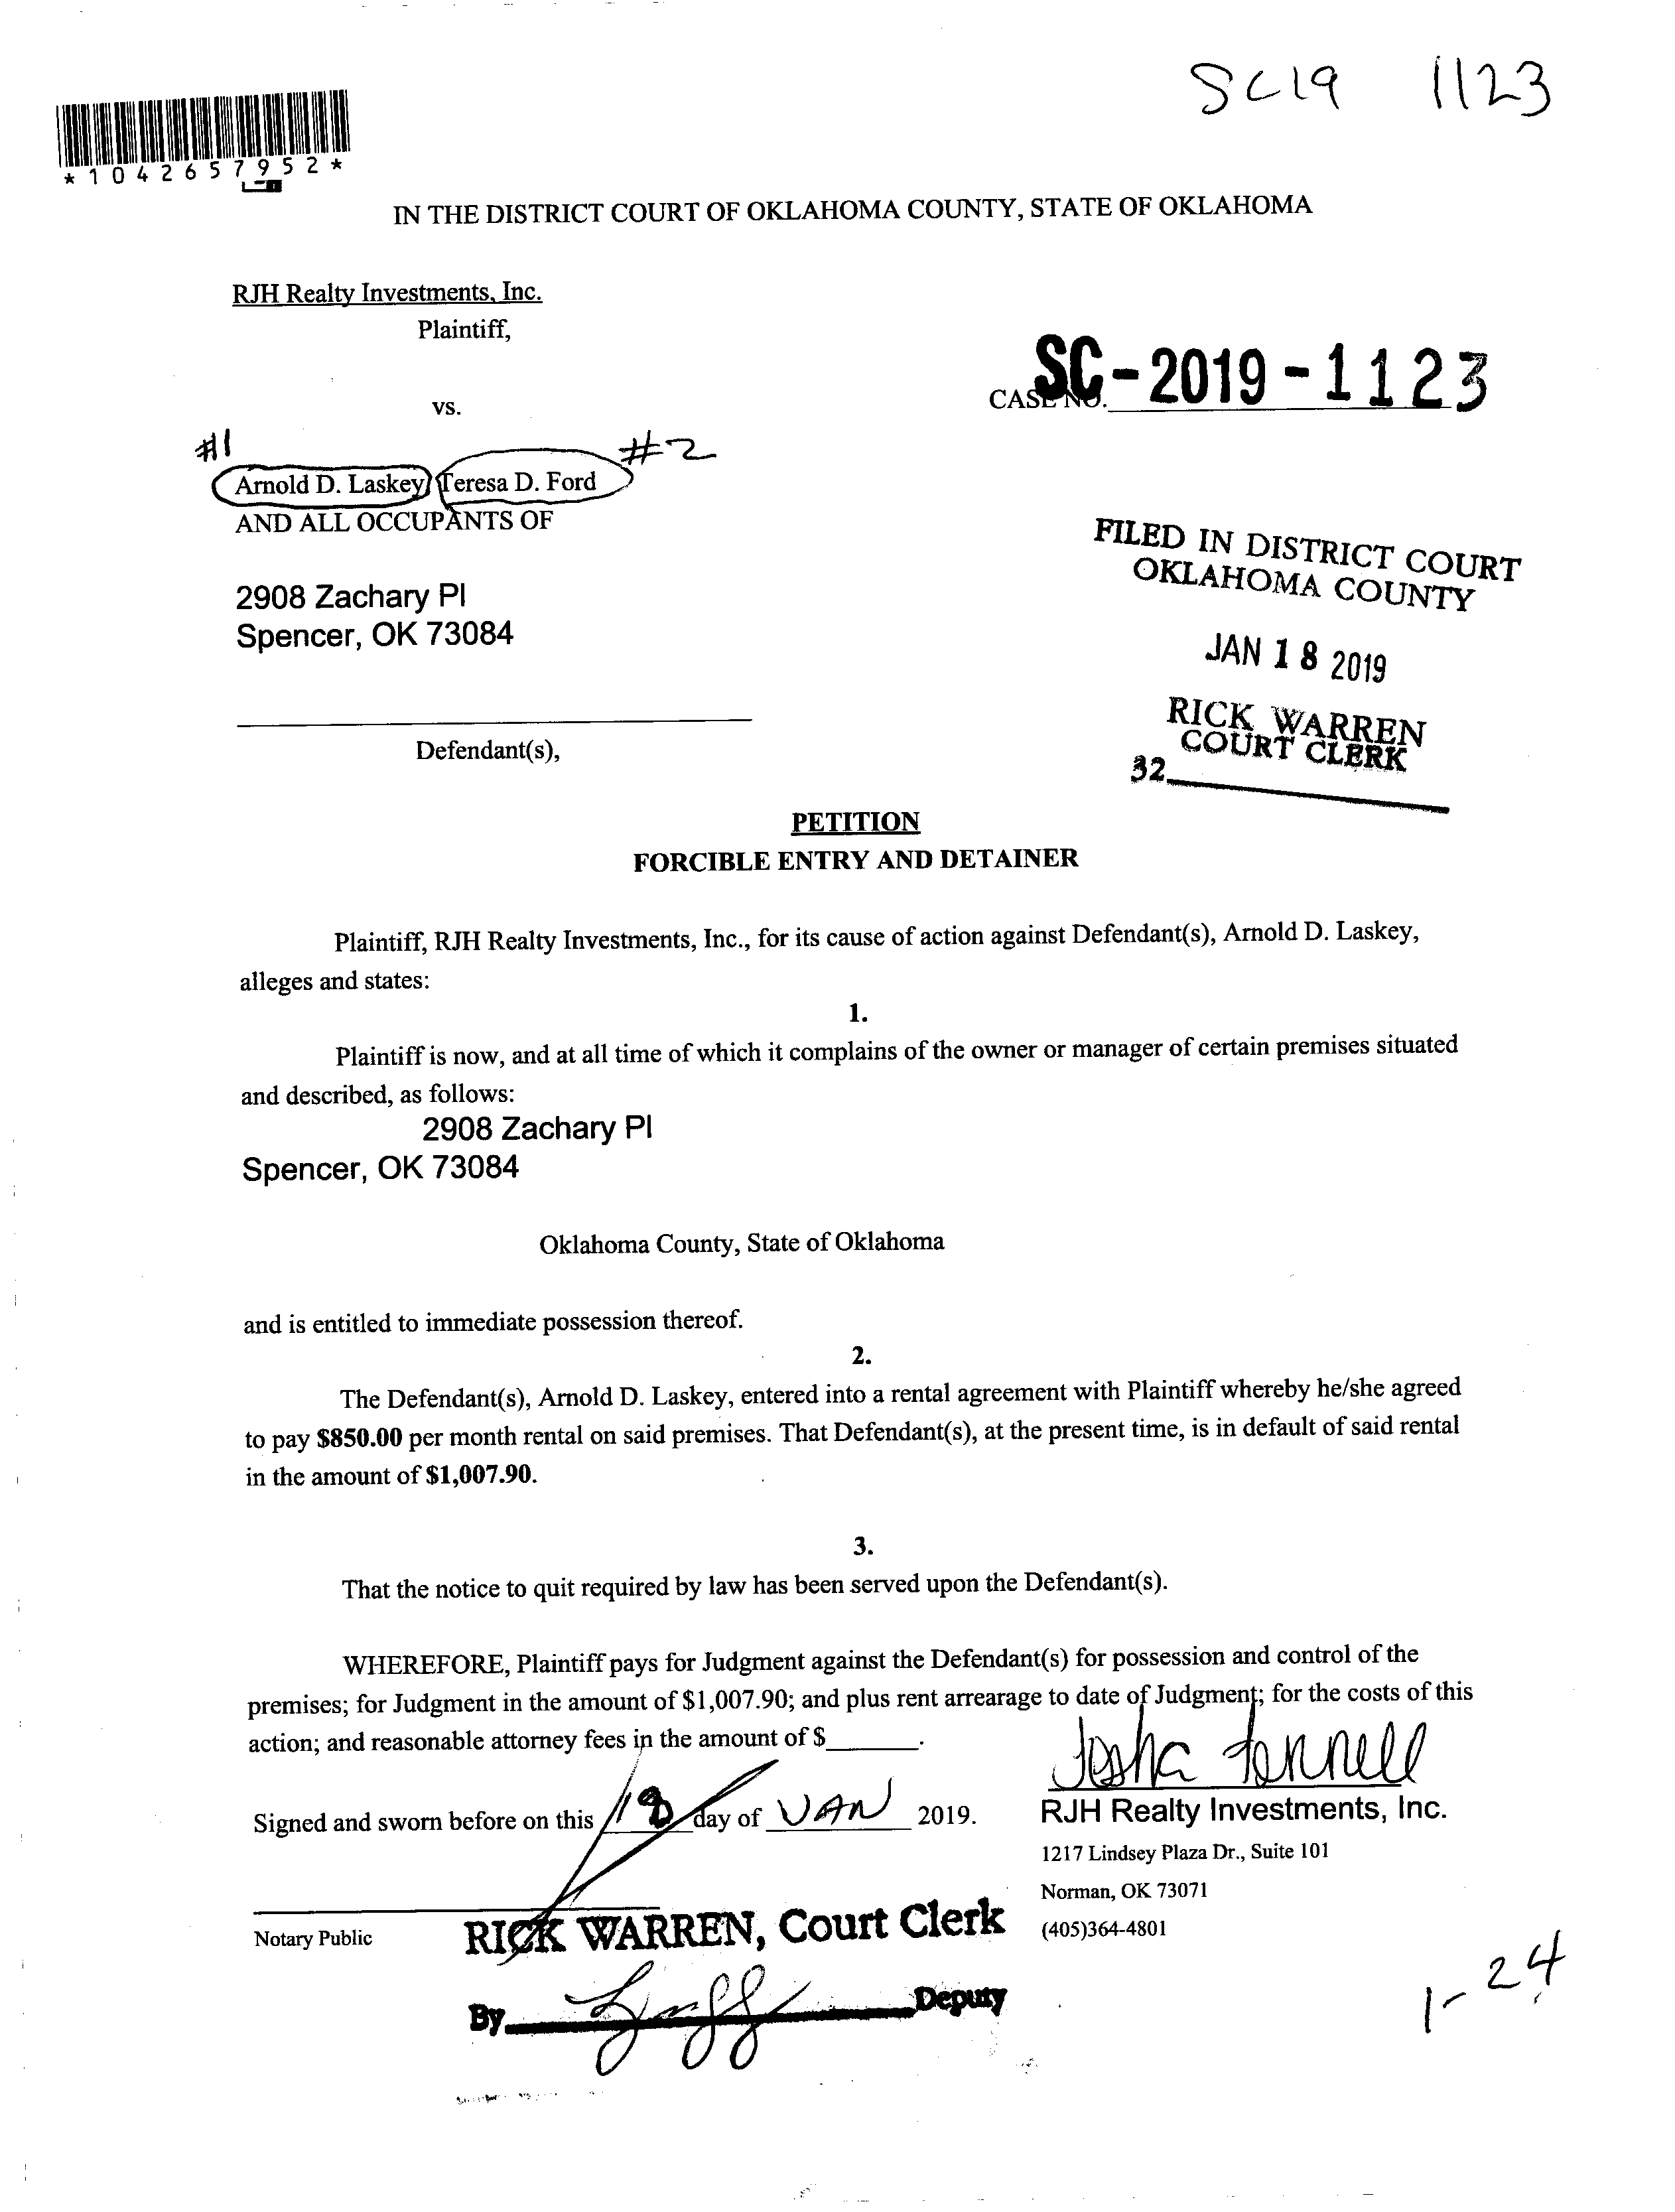 SC19 1123
*1042657952*
IN THE DISTRICT COURT OF OKLAHOMA COUNTY, STATE OF OKLAHOMA
RJH Realty Investments, Inc.
Plaintiff,
vs.
CASE NO. SC-2019-1123
#1 #2
Arnold D. Laskey, Teresa D. Ford
AND ALL OCCUPANTS OF
2908 Zachary Pl
Spencer, OK 73084
FILED IN DISTRICT COURT
OKLAHOMA COUNTY
JAN 18 2019
RICK WARREN
COURT CLERK
32
Defendant(s),
PETITION
FORCIBLE ENTRY AND DETAINER
Plaintiff, RJH Realty Investments, Inc., for its cause of action against Defendant(s), Arnold D. Laskey,
alleges and states:
1.
Plaintiff is now, and at all time of which it complains of the owner or manager of certain premises situated
and described, as follows:
2908 Zachary Pl
Spencer, OK 73084
Oklahoma County, State of Oklahoma
and is entitled to immediate possession thereof.
2.
The Defendant(s), Arnold D. Laskey, entered into a rental agreement with Plaintiff whereby he/she agreed
to pay $850.00 per month rental on said premises. That Defendant(s), at the present time, is in default of said rental
in the amount of $1,007.90.
3.
That the notice to quit required by law has been served upon the Defendant(s).
WHEREFORE, Plaintiff pays for Judgment against the Defendant(s) for possession and control of the
premises; for Judgment in the amount of $1,007.90; and plus rent arrearage to date of Judgment; for the costs of this
action; and reasonable attorney fees in the amount of $______.
Signed and sworn before on this 18 day of JAN 2019.
Fennell
RJH Realty Investments, Inc.
1217 Lindsey Plaza Dr., Suite 101
Norman, OK 73071
(405)364-4801
Notary Public
RICK WARREN, Court Clerk
By Deputy
1-24